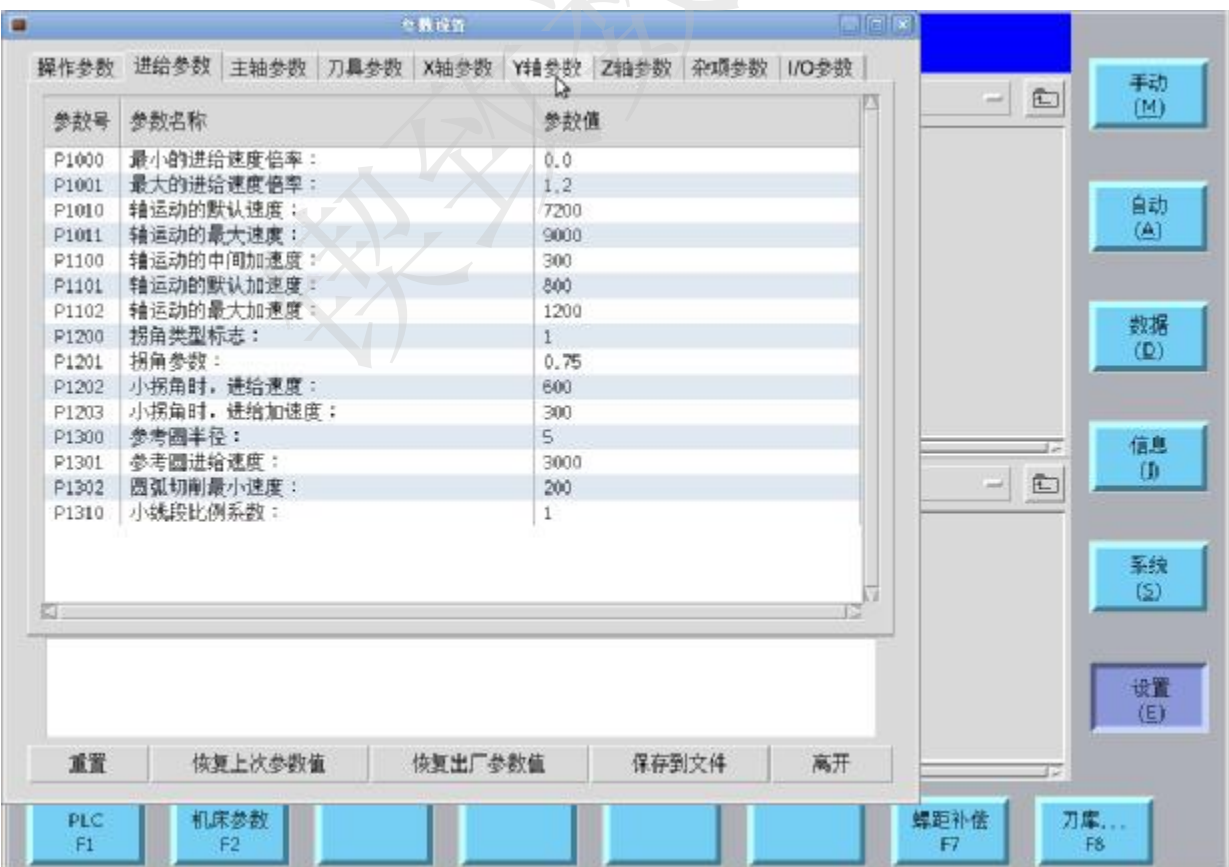 参数设置
操作参数 进给参数 主轴参数 刀具参数 X轴参数 Y轴参数 Z轴参数 杂项参数 I/O参数
参数号 参数名称 参数值
P1000 最小的进给速度倍率： 0.0
P1001 最大的进给速度倍率： 1.2
P1010 轴运动的默认速度： 7200
P1011 轴运动的最大速度： 9000
P1100 轴运动的中间加速度： 300
P1101 轴运动的默认加速度： 800
P1102 轴运动的最大加速度： 1200
P1200 拐角类型标志： 1
P1201 拐角参数： 0.75
P1202 小拐角时，进给速度： 600
P1203 小拐角时，进给加速度： 300
P1300 参考圆半径： 5
P1301 参考圆进给速度： 3000
P1302 圆弧切削最小速度： 200
P1310 小线段比例系数： 1
重置 恢复上次参数值 恢复出厂参数值 保存到文件 离开
手动
(M)
自动
(A)
数据
(D)
信息
(I)
系统
(S)
设置
(E)
PLC
F1
机床参数
F2
螺距补偿
F7
刀库...
F8